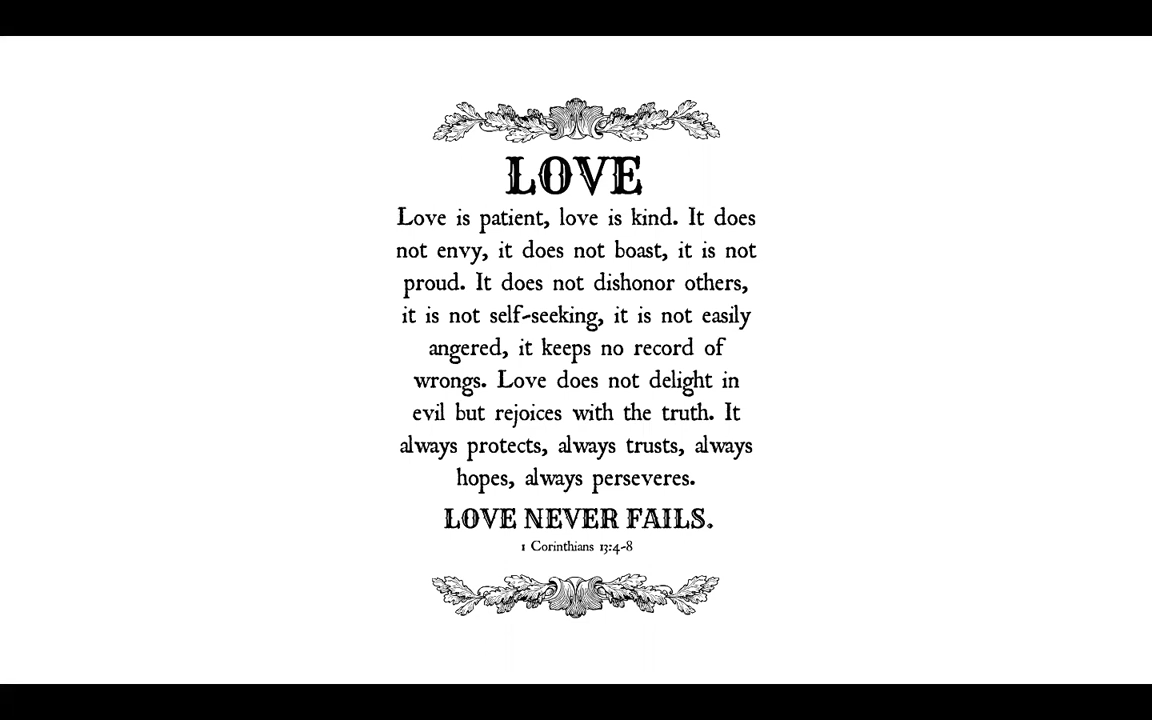 LOVE
Love is patient, love is kind. It does
not envy, it does not boast, it is not
proud. It does not dishonor others,
it is not self-seeking, it is not easily
angered, it keeps no record of
wrongs. Love does not delight in
evil but rejoices with the truth. It
always protects, always trusts, always
hopes, always perseveres.
LOVE NEVER FAILS.
1 Corinthians 13:4-8